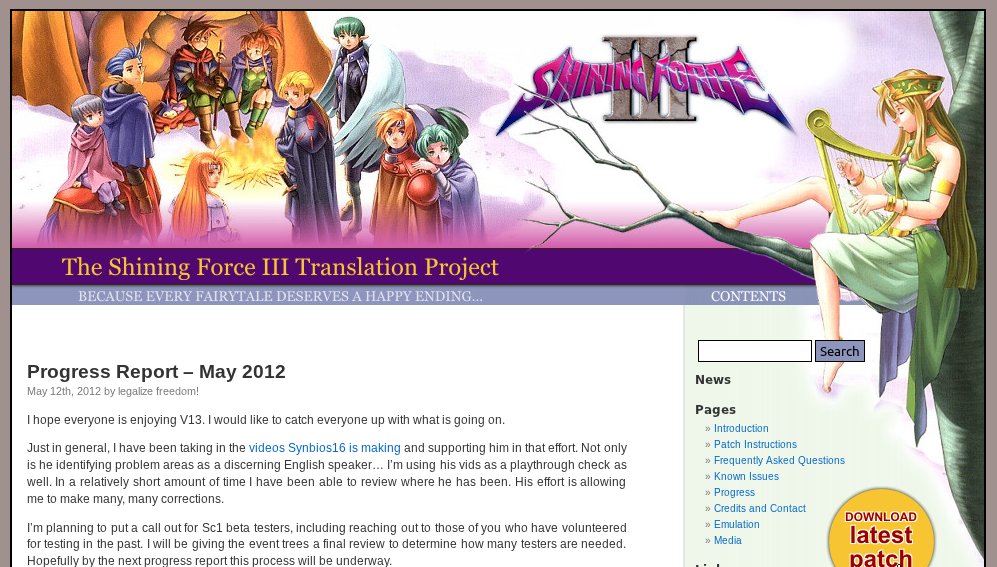 SHINING FORCE
III
The Shining Force III Translation Project
BECAUSE EVERY FAIRYTALE DESERVES A HAPPY ENDING...
CONTENTS
Search
Progress Report – May 2012
May 12th, 2012 by legalize freedom!
I hope everyone is enjoying V13. I would like to catch everyone up with what is going on.
Just in general, I have been taking in the videos Synbios16 is making and supporting him in that effort. Not only
is he identifying problem areas as a discerning English speaker… I'm using his vids as a playthrough check as
well. In a relatively short amount of time I have been able to review where he has been. His effort is allowing
me to make many, many corrections.
I'm planning to put a call out for Sc1 beta testers, including reaching out to those of you who have volunteered
for testing in the past. I will be giving the event trees a final review to determine how many testers are needed.
Hopefully by the next progress report this process will be underway.
News
Pages
» Introduction
» Patch Instructions
» Frequently Asked Questions
» Known Issues
» Progress
» Credits and Contact
» Emulation
» Media
DOWNLOAD
latest
patch